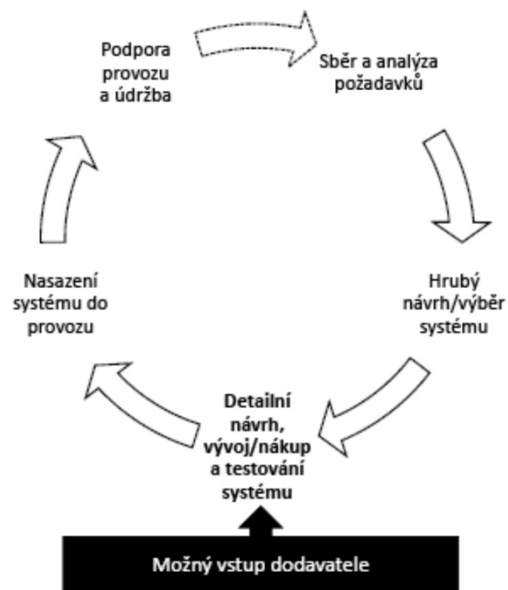 Podpora
provozu
a údržba
Sběr a analýza
požadavků
Hrubý
návrh/výběr
systému
Detailní
návrh,
vývoj/nákup
a testování
systému
Nasazení
systému do
provozu
Možný vstup dodavatele